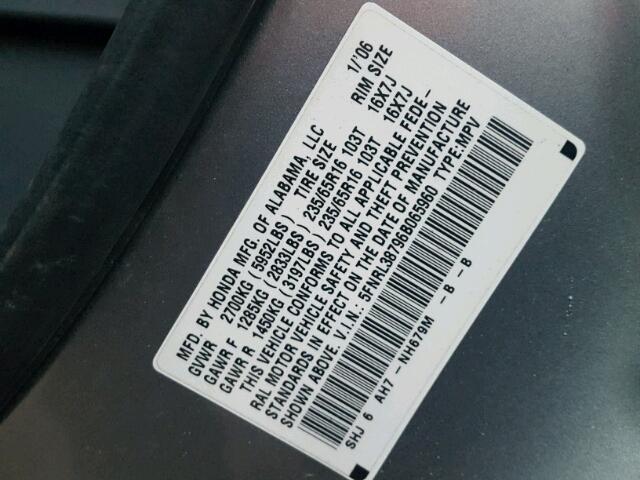 MFD. BY HONDA MFG. OF ALABAMA, LLC 1/'06
GVWR 2700KG (5952LBS) TIRE SIZE RIM SIZE
GAWR F 1285KG (2833LBS) 235/65R16 103T 16X7J
GAWR R 1450KG (3197LBS) 235/65R16 103T 16X7J
THIS VEHICLE CONFORMS TO ALL APPLICABLE FEDE-
RAL MOTOR VEHICLE SAFETY AND THEFT PREVENTION
STANDARDS IN EFFECT ON THE DATE OF MANUFACTURE
SHOWN ABOVE. V.I.N.: 5FNRL38796B065960 TYPE:MPV
SHJ 6 AH7 -NH679M -B -B